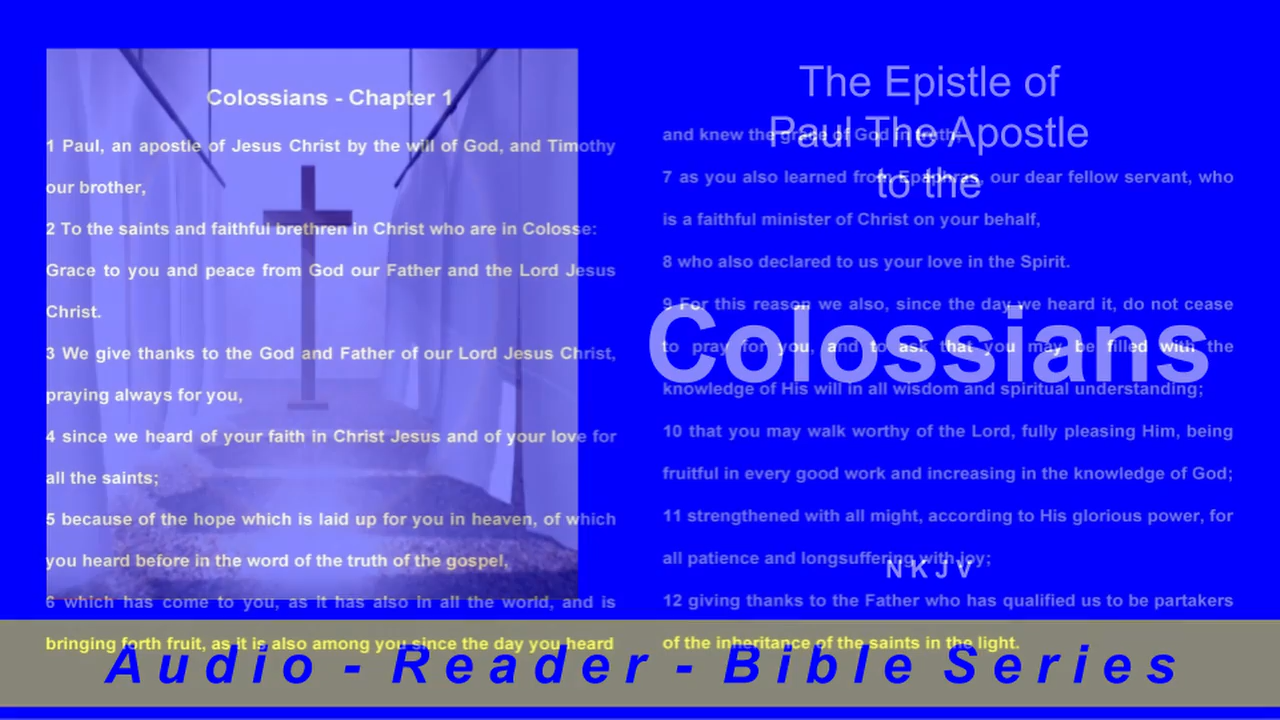 Colossians - Chapter 1
1 Paul, an apostle of Jesus Christ by the will of God, and Timothy
our brother,
2 To the saints and faithful brethren in Christ who are in Colosse:
Grace to you and peace from God our Father and the Lord Jesus
Christ.
3 We give thanks to the God and Father of our Lord Jesus Christ,
praying always for you,
4 since we heard of your faith in Christ Jesus and of your love for
all the saints;
5 because of the hope which is laid up for you in heaven, of which
you heard before in the word of the truth of the gospel,
6 which has come to you, as it has also in all the world, and is
bringing forth fruit, as it is also among you since the day you heard
The Epistle of
Paul The Apostle
to the
Colossians
NKJV
and knew the grace of God in truth;
7 as you also learned from Epaphras, our dear fellow servant, who
is a faithful minister of Christ on your behalf,
8 who also declared to us your love in the Spirit.
9 For this reason we also, since the day we heard it, do not cease
to pray for you, and to ask that you may be filled with the
knowledge of His will in all wisdom and spiritual understanding;
10 that you may walk worthy of the Lord, fully pleasing Him, being
fruitful in every good work and increasing in the knowledge of God;
11 strengthened with all might, according to His glorious power, for
all patience and longsuffering with joy;
12 giving thanks to the Father who has qualified us to be partakers
of the inheritance of the saints in the light.
Audio - Reader - Bible Series